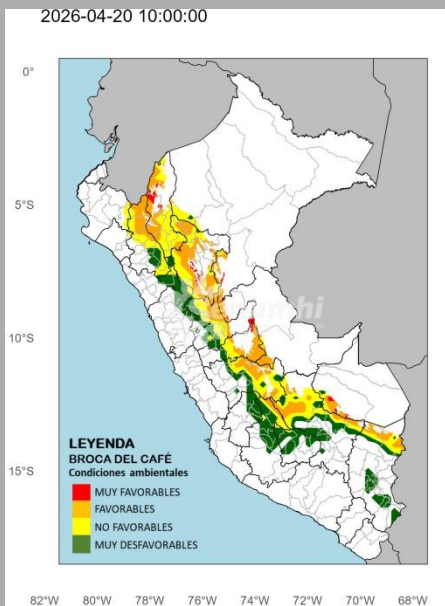 2026-04-20 10:00:00
0°
5°S
10°S
15°S
senamhi
LEYENDA
BROCA DEL CAFÉ
Condiciones ambientales
MUY FAVORABLES
FAVORABLES
NO FAVORABLES
MUY DESFAVORABLES
82°W 80°W 78°W 76°W 74°W 72°W 70°W 68°W